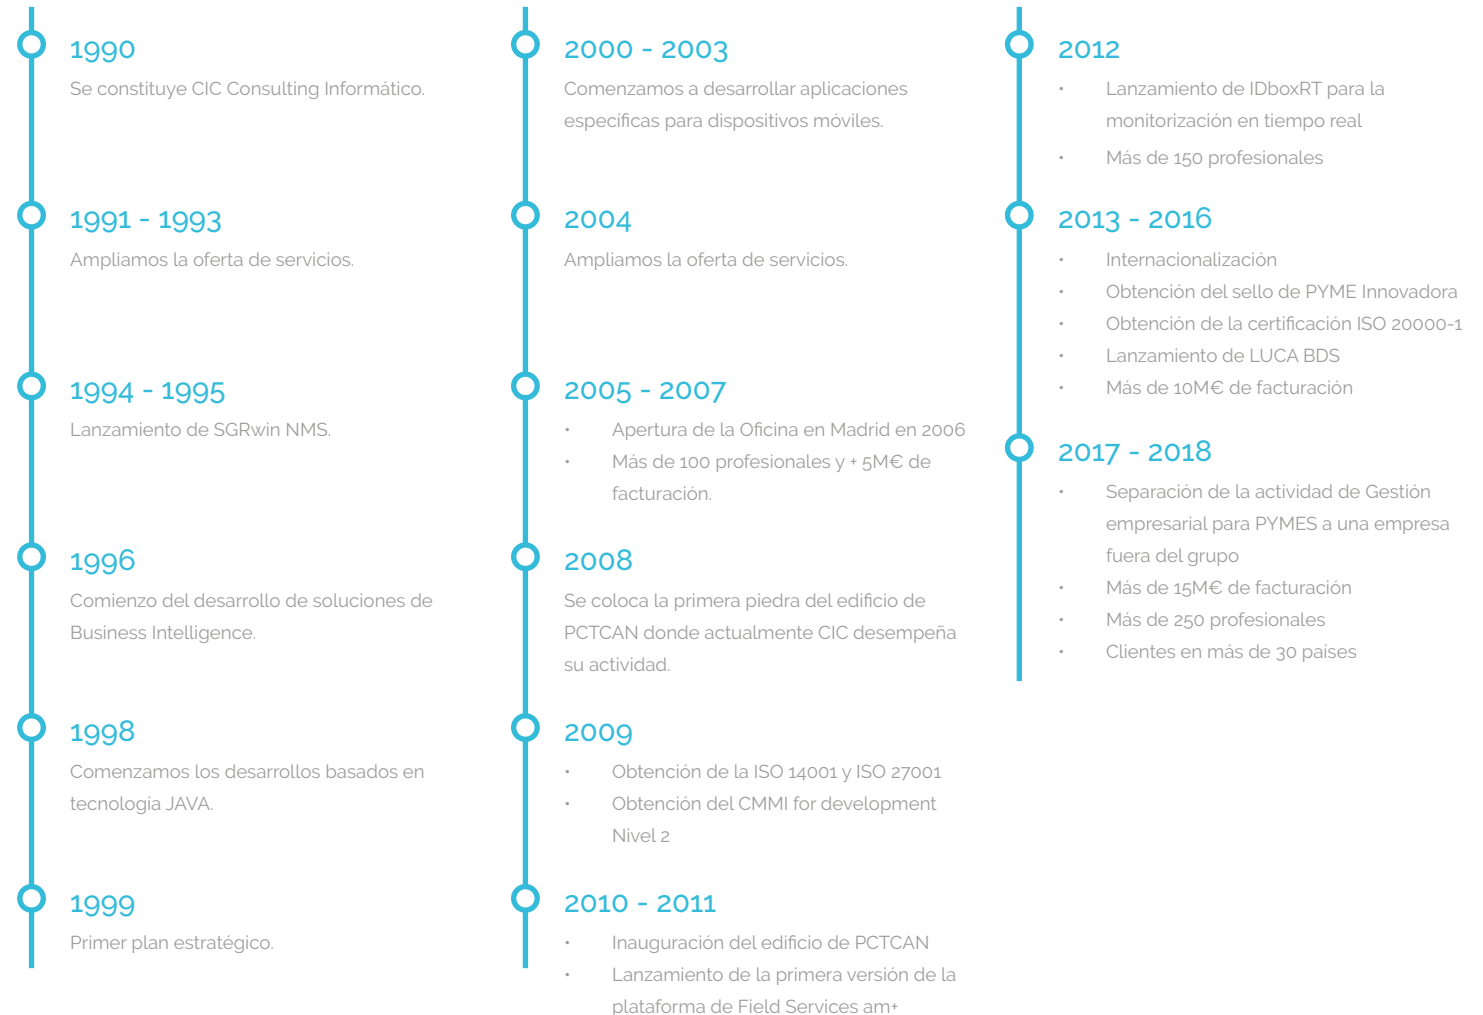 1990
Se constituye CIC Consulting Informático.
1991 - 1993
Ampliamos la oferta de servicios.
1994 - 1995
Lanzamiento de SGRwin NMS.
1996
Comienzo del desarrollo de soluciones de
Business Intelligence.
1998
Comenzamos los desarrollos basados en
tecnología JAVA.
1999
Primer plan estratégico.
2000 - 2003
Comenzamos a desarrollar aplicaciones
específicas para dispositivos móviles.
2004
Ampliamos la oferta de servicios.
2005 - 2007
• Apertura de la Oficina en Madrid en 2006
• Más de 100 profesionales y + 5M€ de
facturación.
2008
Se coloca la primera piedra del edificio de
PCTCAN donde actualmente CIC desempeña
su actividad.
2009
• Obtención de la ISO 14001 y ISO 27001
• Obtención del CMMI for development
Nivel 2
2010 - 2011
• Inauguración del edificio de PCTCAN
• Lanzamiento de la primera versión de la
plataforma de Field Services am+
2012
• Lanzamiento de IDboxRT para la
monitorización en tiempo real
• Más de 150 profesionales
2013 - 2016
• Internacionalización
• Obtención del sello de PYME Innovadora
• Obtención de la certificación ISO 20000-1
• Lanzamiento de LUCA BDS
• Más de 10M€ de facturación
2017 - 2018
• Separación de la actividad de Gestión
empresarial para PYMES a una empresa
fuera del grupo
• Más de 15M€ de facturación
• Más de 250 profesionales
• Clientes en más de 30 países